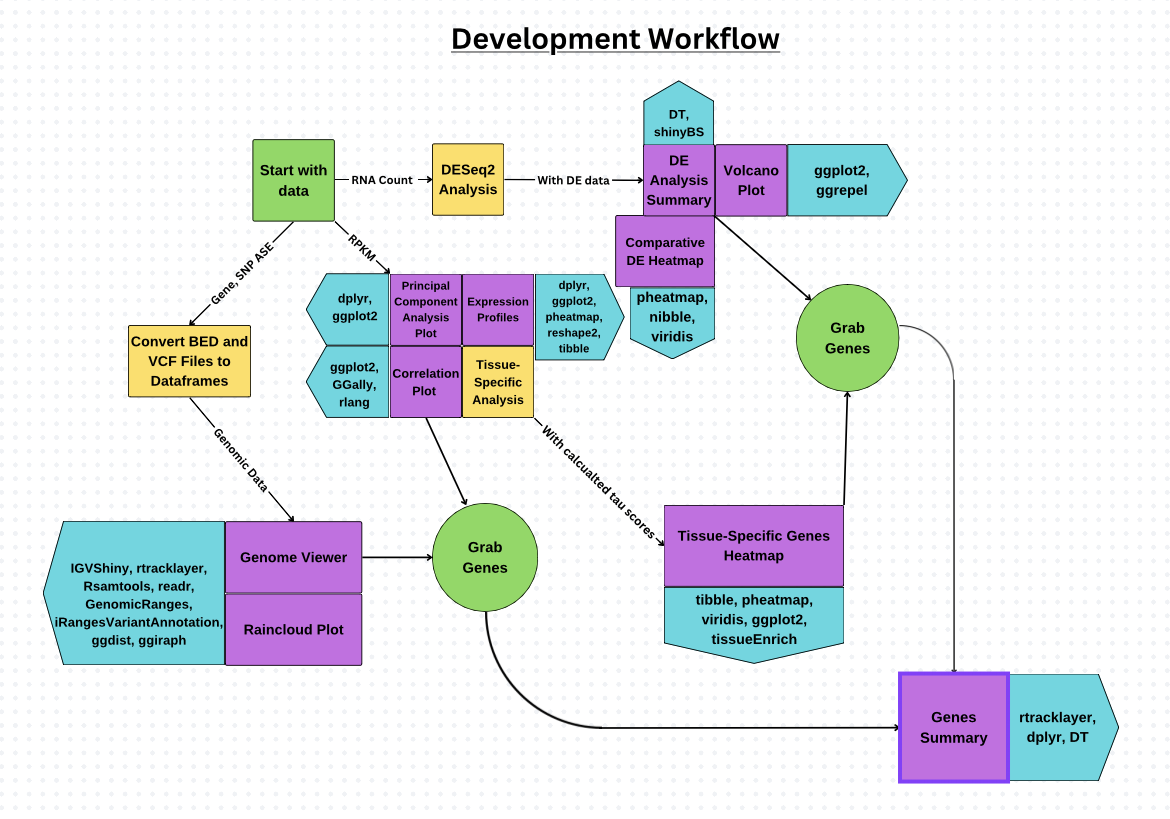 Development Workflow
DT,
shinyBS
Start with
data
RNA Count
DESeq2
Analysis
With DE data
DE
Analysis
Summary
Volcano
Plot
ggplot2,
ggrepel
Gene, SNP ASE
RPKM
Comparative
DE Heatmap
pheatmap,
nibble,
viridis
dplyr,
ggplot2
Principal
Component
Analysis
Plot
Expression
Profiles
dplyr,
ggplot2,
pheatmap,
reshape2,
tibble
Grab
Genes
Convert BED and
VCF Files to
Dataframes
ggplot2,
GGally,
rlang
Correlation
Plot
Tissue-
Specific
Analysis
Genomic Data
With calcualted tau scores
IGVShiny, rtracklayer,
Rsamtools, readr,
GenomicRanges,
iRangesVariantAnnotation,
ggdist, ggiraph
Genome Viewer
Raincloud Plot
Grab
Genes
Tissue-Specific Genes
Heatmap
tibble, pheatmap,
viridis, ggplot2,
tissueEnrich
Genes
Summary
rtracklayer,
dplyr, DT